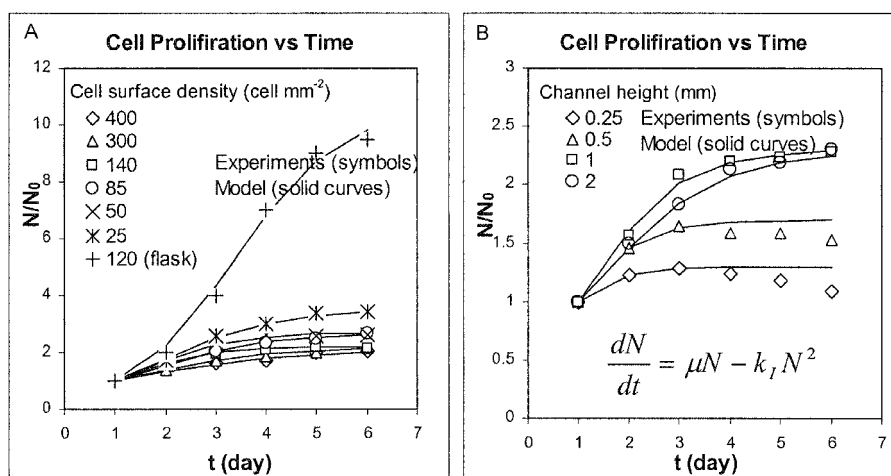 A
Cell Prolifiration vs Time
12
10
8
6
4
2
0
N/N0
Cell surface density (cell mm-2)
400
300
140
85
50
25
120 (flask)
Experiments (symbols)
Model (solid curves)
0 1 2 3 4 5 6 7
t (day)
B
Cell Prolifiration vs Time
3
2.5
2
1.5
1
0.5
0
N/N0
Channel height (mm)
0.25 Experiments (symbols)
0.5 Model (solid curves)
1
2
dN/dt = μN − kIN²
0 1 2 3 4 5 6 7
t (day)